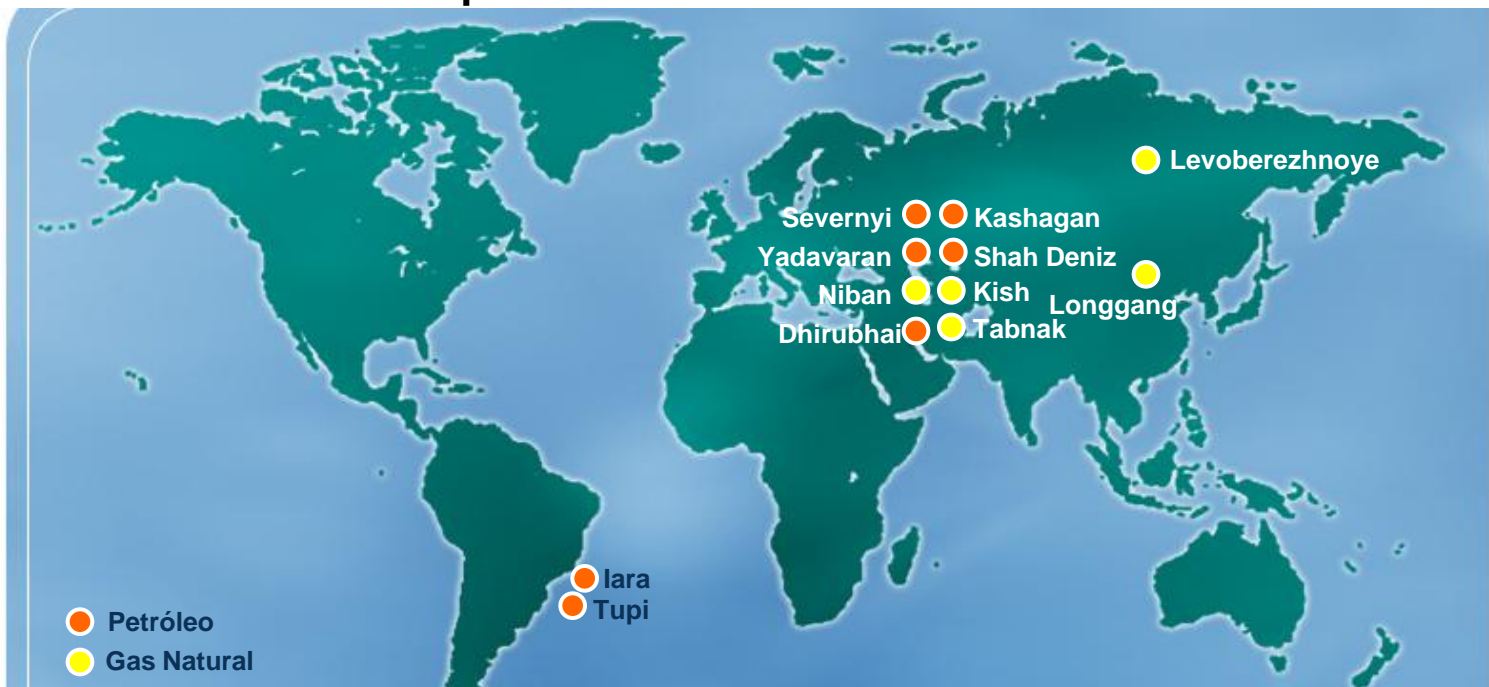 Levoberezhnoye
Severnyi
Kashagan
Yadavaran
Shah Deniz
Niban
Kish
Longgang
Dhirubhai
Tabnak
Iara
Tupi
Petróleo
Gas Natural